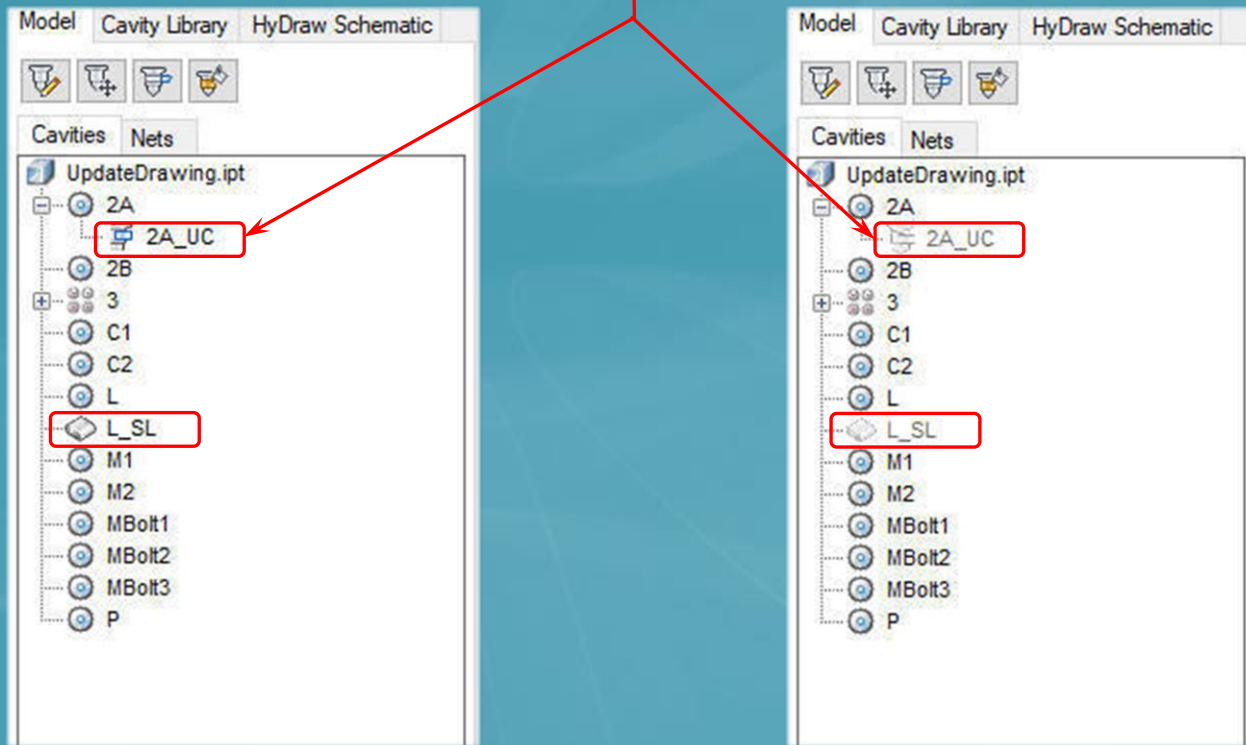 Model Cavity Library HyDraw Schematic
Cavities Nets
UpdateDrawing.ipt
2A
2A_UC
2B
3
C1
C2
L
L_SL
M1
M2
MBolt1
MBolt2
MBolt3
P
Model Cavity Library HyDraw Schematic
Cavities Nets
UpdateDrawing.ipt
2A
2A_UC
2B
3
C1
C2
L
L_SL
M1
M2
MBolt1
MBolt2
MBolt3
P